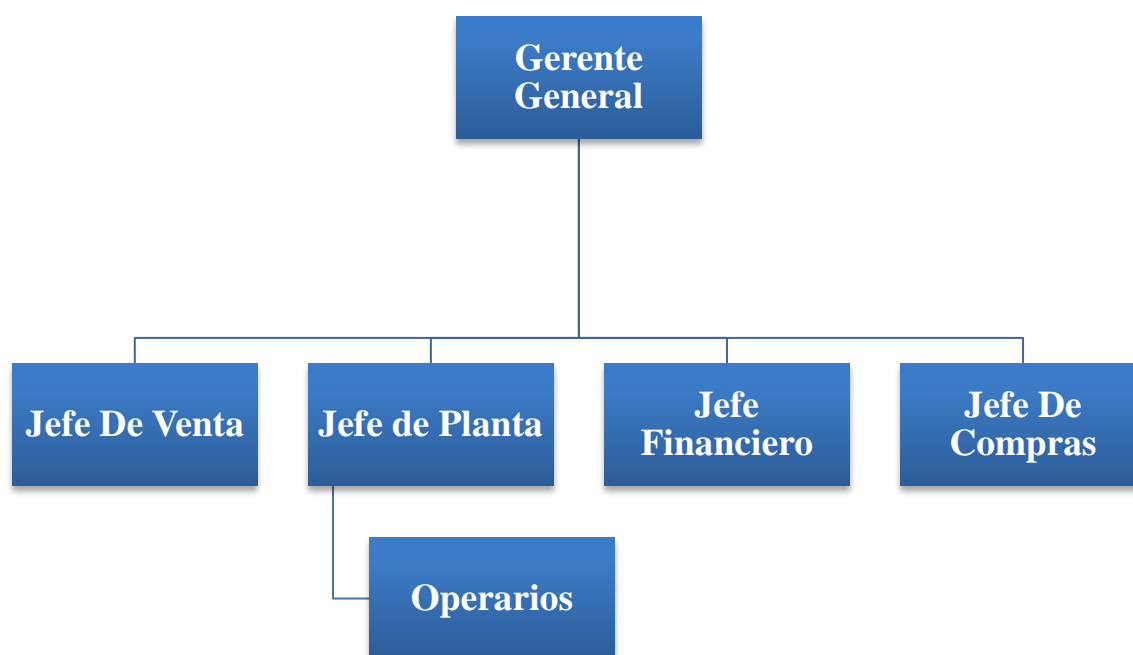 Gerente
General
Jefe De Venta
Jefe de Planta
Jefe
Financiero
Jefe De
Compras
Operarios